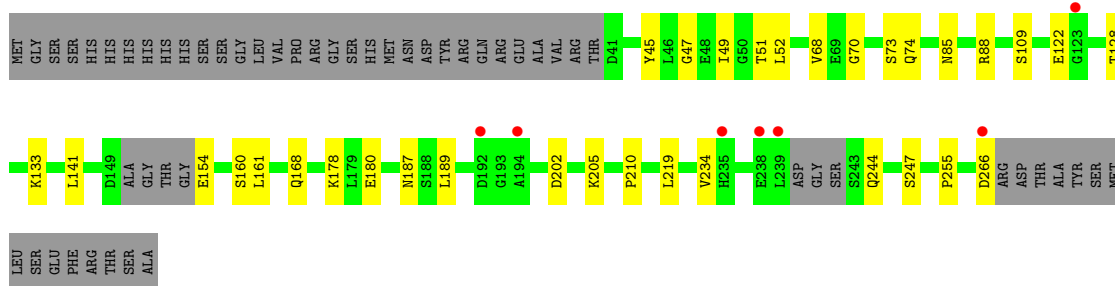 MET GLY SER SER HIS HIS HIS HIS HIS HIS SER SER GLY LEU VAL PRO ARG GLY SER HIS MET ASN ASP TYR ARG GLN ARG GLU ALA VAL ARG THR D41 Y45 L46 G47 E48 I49 G50 T51 L52 V68 E69 G70 S73 Q74 N85 R88 S109 E122 G123 T128
K133 L141 D149 ALA GLY THR GLY E154 S160 L161 Q168 K178 L179 E180 N187 S188 L189 D192 G193 A194 D202 K205 P210 L219 V234 H235 E238 L239 ASP GLY SER S243 Q244 S247 P255 D266 ARG ASP THR ALA TYR SER MET
LEU SER GLU PHE ARG THR SER ALA